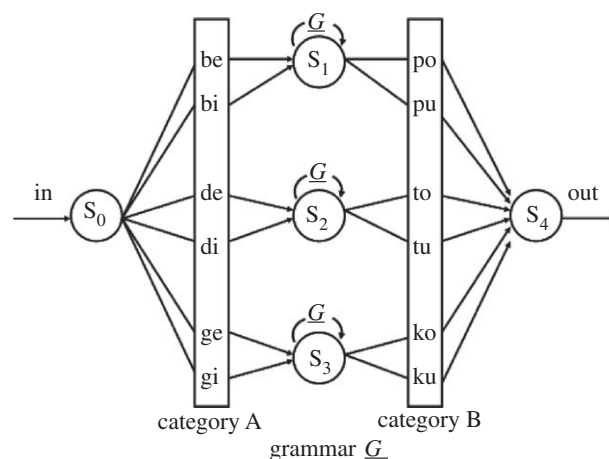 G
be
S1
po
bi
pu
in
G
out
de
to
S0
S2
S4
di
tu
G
ge
ko
S3
gi
ku
category A
category B
grammar G